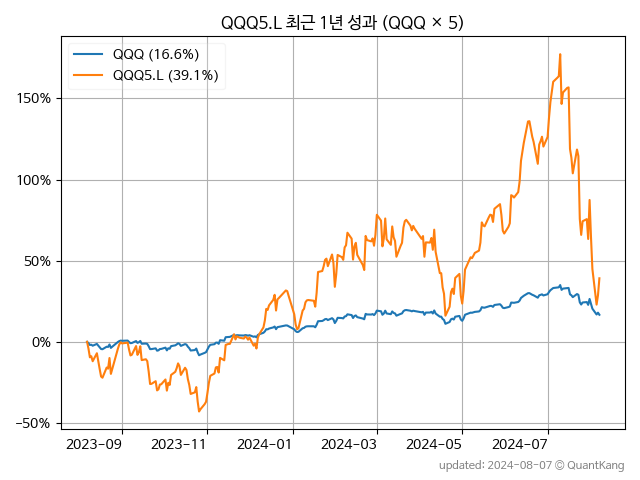 QQQ5.L 최근 1년 성과 (QQQ × 5)
QQQ (16.6%)
QQQ5.L (39.1%)
150%
100%
50%
0%
−50%
2023-09 2023-11 2024-01 2024-03 2024-05 2024-07
updated: 2024-08-07 © QuantKang